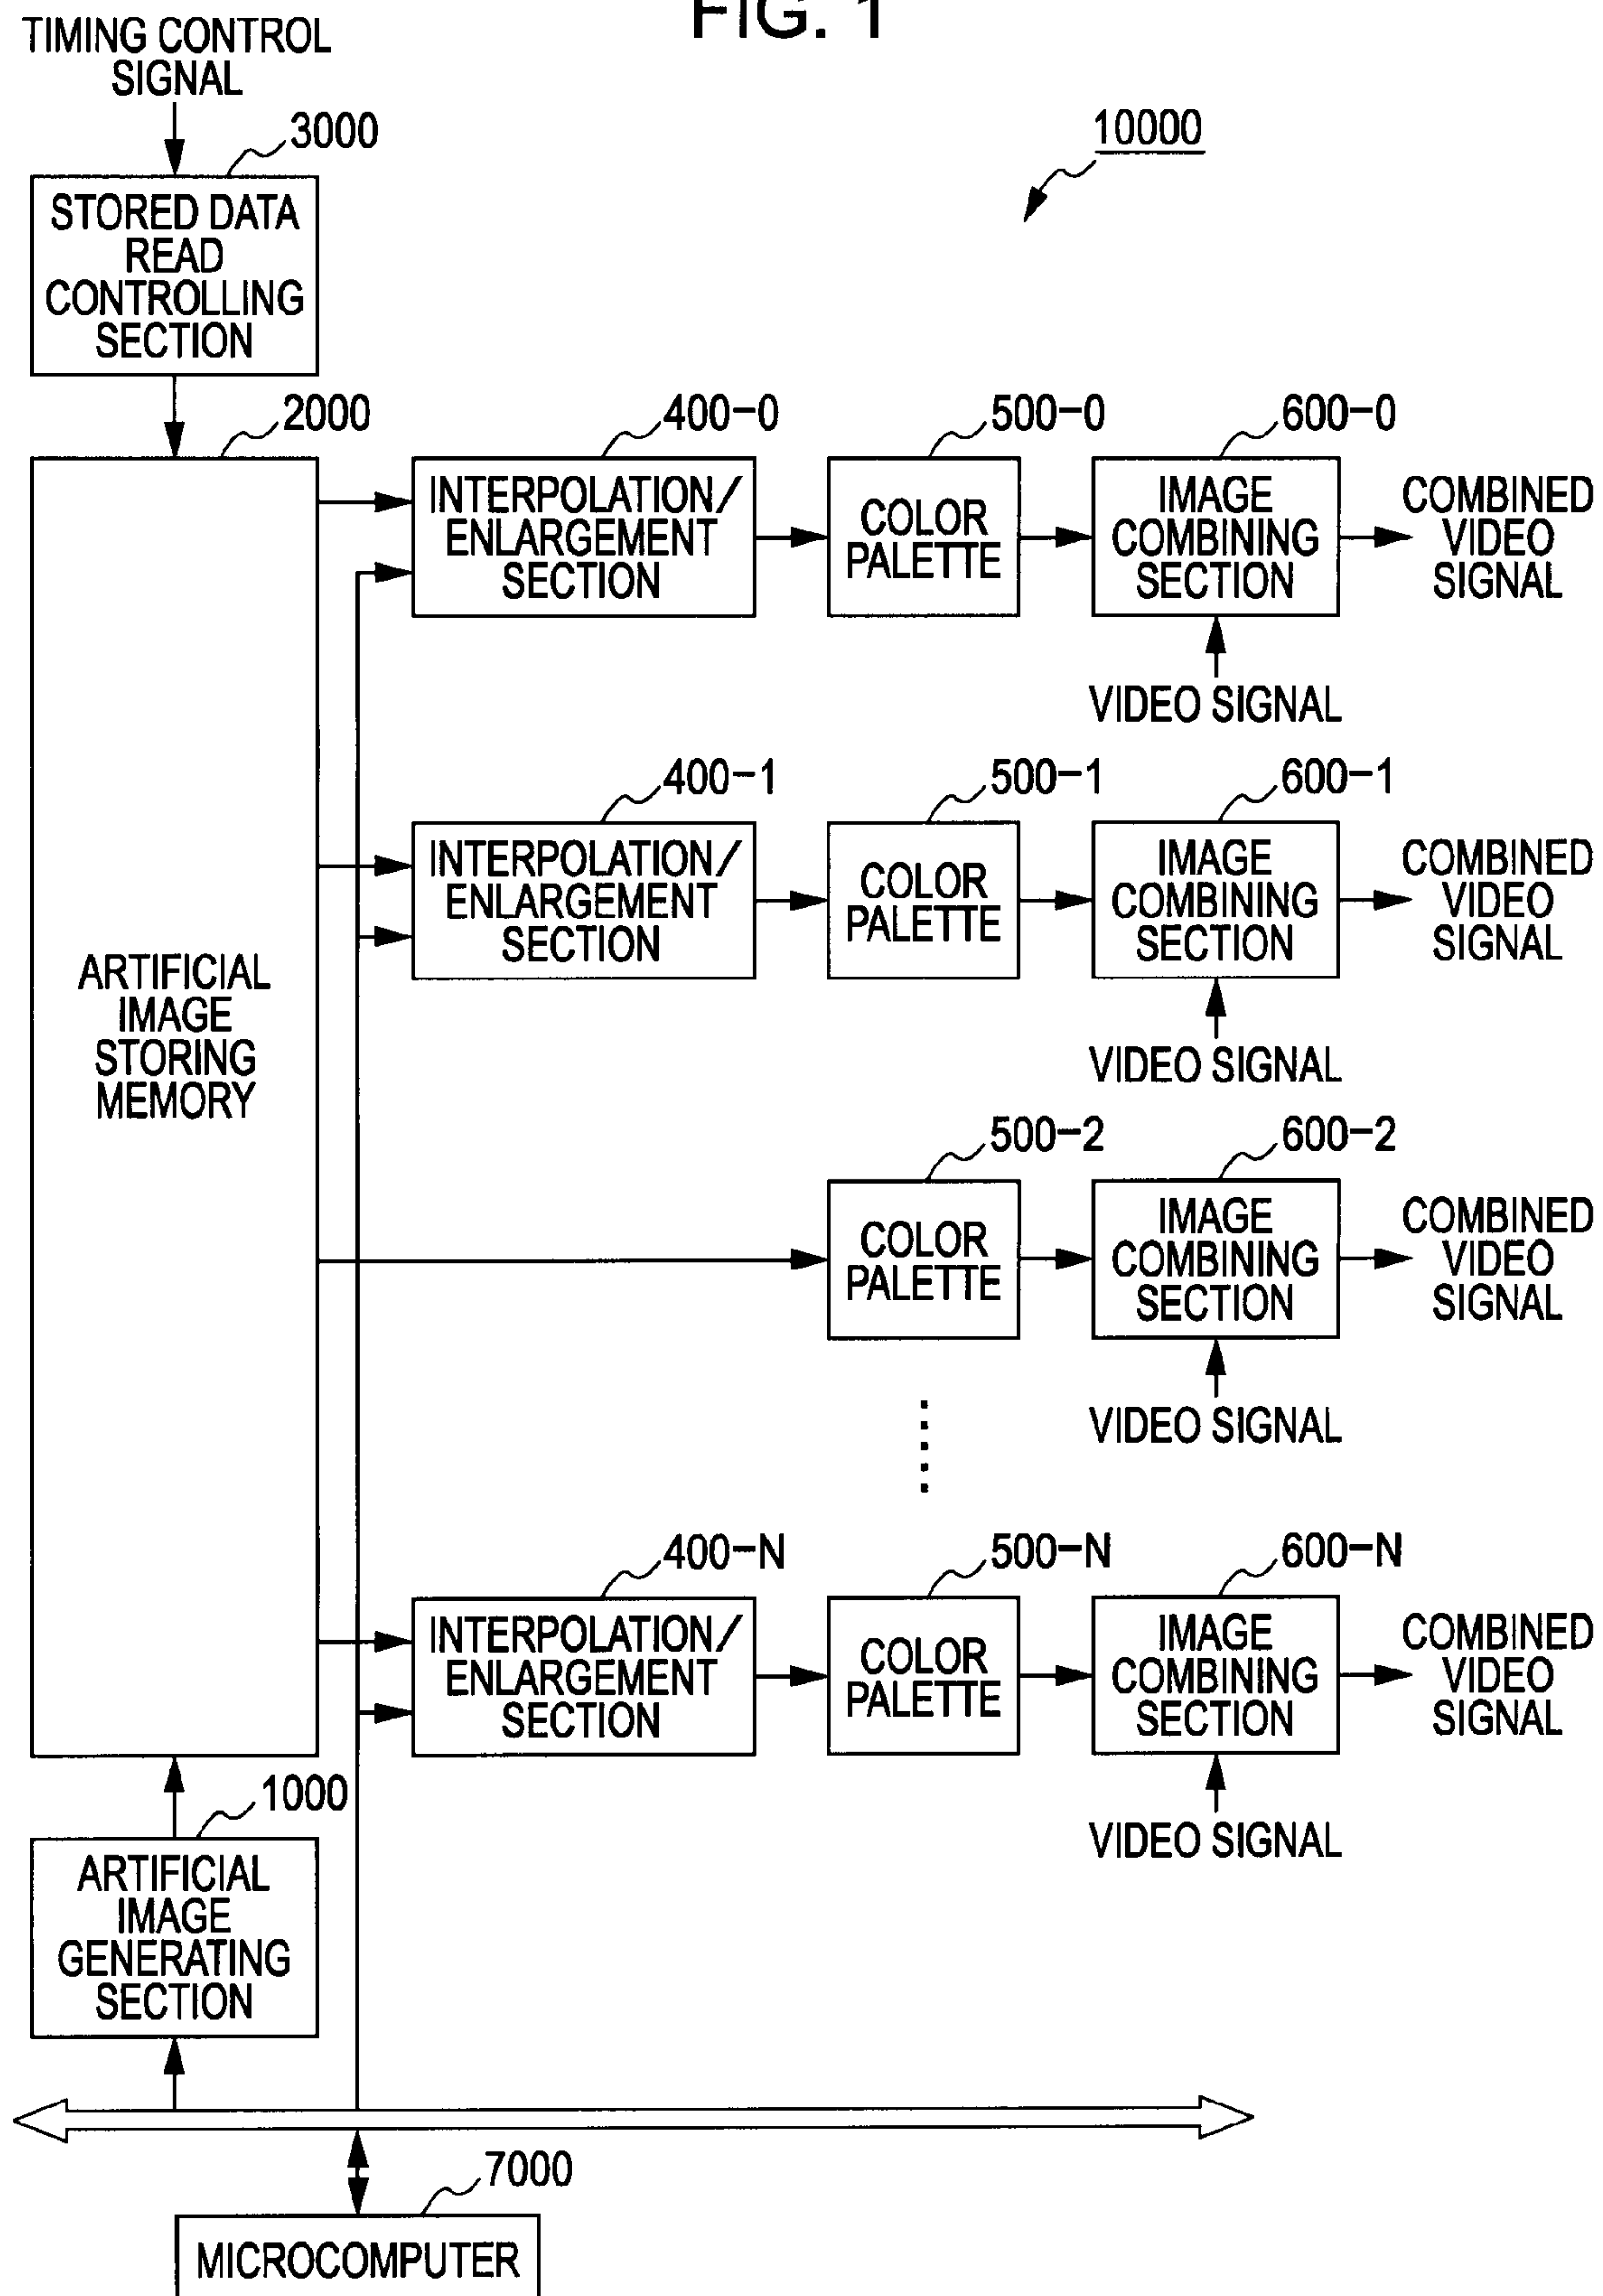 FIG. 1
TIMING CONTROL
SIGNAL
3000
10000
STORED DATA
READ
CONTROLLING
SECTION
2000
400-0
500-0
600-0
INTERPOLATION/
ENLARGEMENT
SECTION
COLOR
PALETTE
IMAGE
COMBINING
SECTION
COMBINED
VIDEO
SIGNAL
VIDEO SIGNAL
400-1
500-1
600-1
INTERPOLATION/
ENLARGEMENT
SECTION
COLOR
PALETTE
IMAGE
COMBINING
SECTION
COMBINED
VIDEO
SIGNAL
VIDEO SIGNAL
ARTIFICIAL
IMAGE
STORING
MEMORY
500-2
600-2
COLOR
PALETTE
IMAGE
COMBINING
SECTION
COMBINED
VIDEO
SIGNAL
VIDEO SIGNAL
400-N
500-N
600-N
INTERPOLATION/
ENLARGEMENT
SECTION
COLOR
PALETTE
IMAGE
COMBINING
SECTION
COMBINED
VIDEO
SIGNAL
VIDEO SIGNAL
1000
ARTIFICIAL
IMAGE
GENERATING
SECTION
7000
MICROCOMPUTER